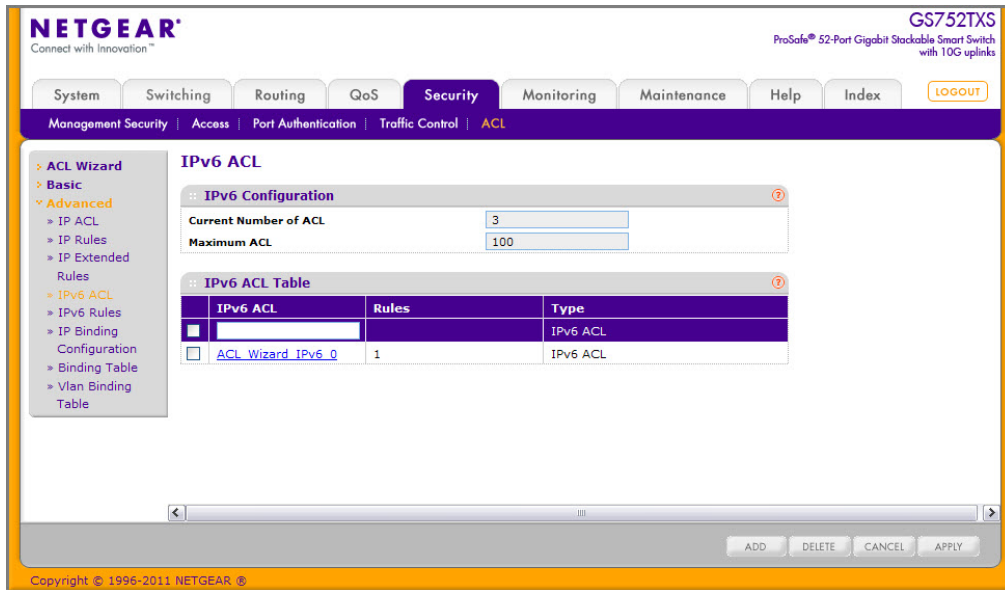 NETGEAR®
Connect with Innovation™
GS752TXS
ProSafe® 52-Port Gigabit Stackable Smart Switch
with 10G uplinks
System Switching Routing QoS Security Monitoring Maintenance Help Index LOGOUT
Management Security | Access | Port Authentication | Traffic Control | ACL
ACL Wizard
Basic
Advanced
» IP ACL
» IP Rules
» IP Extended
Rules
» IPv6 ACL
» IPv6 Rules
» IP Binding
Configuration
» Binding Table
» Vlan Binding
Table
IPv6 ACL
IPv6 Configuration
Current Number of ACL 3
Maximum ACL 100
IPv6 ACL Table
IPv6 ACL Rules Type
IPv6 ACL
ACL_Wizard_IPv6_0 1 IPv6 ACL
ADD DELETE CANCEL APPLY
Copyright © 1996-2011 NETGEAR ®